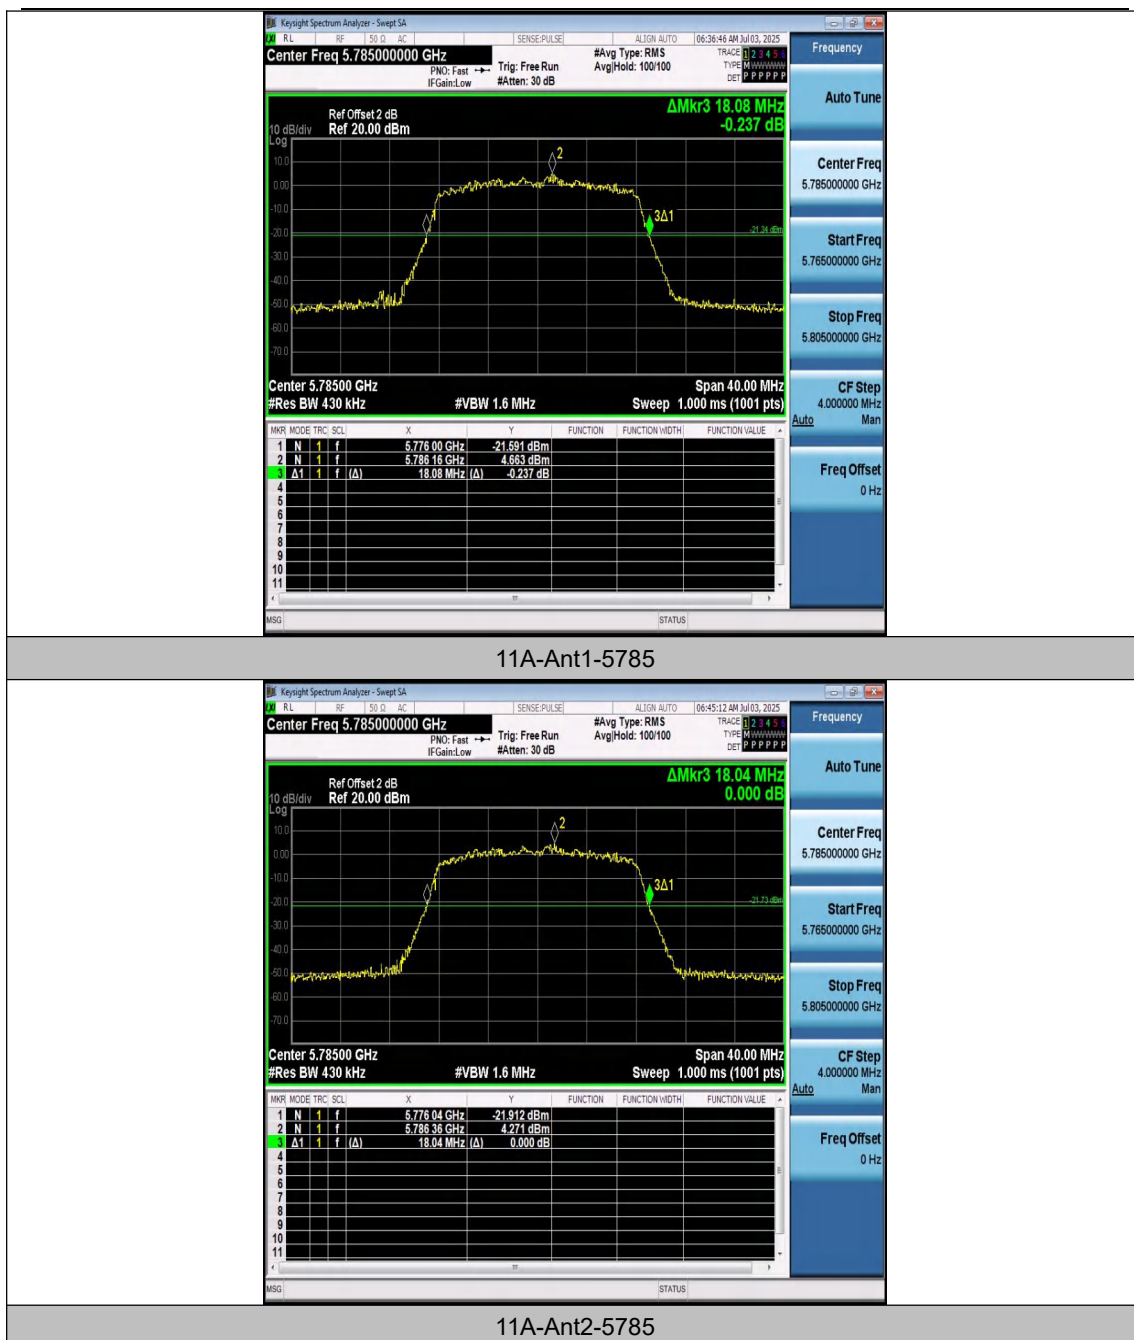 Keysight Spectrum Analyzer - Swept SA
RL RF 50 Ω AC SENSE:PULSE ALIGN AUTO 06:36:46 AM Jul 03, 2025
Center Freq 5.785000000 GHz
PNO: Fast
IFGain:Low
Trig: Free Run
#Atten: 30 dB
#Avg Type: RMS
Avg|Hold: 100/100
TRACE 1 2 3 4 5 6
TYPE M WWWWW
DET P P P P P P
Frequency
Auto Tune
Center Freq
5.785000000 GHz
Start Freq
5.765000000 GHz
Stop Freq
5.805000000 GHz
CF Step
4.000000 MHz
Auto Man
Freq Offset
0 Hz
ΔMkr3 18.08 MHz
-0.237 dB
Ref Offset 2 dB
10 dB/div Ref 20.00 dBm
Log
10.0
0.00
-10.0
-20.0
-30.0
-40.0
-50.0
-60.0
-70.0
1
2
3Δ1
-21.34 dBm
Center 5.78500 GHz Span 40.00 MHz
#Res BW 430 kHz #VBW 1.6 MHz Sweep 1.000 ms (1001 pts)
MKR MODE TRC SCL X Y FUNCTION FUNCTION WIDTH FUNCTION VALUE
1 N 1 f 5.776 00 GHz -21.591 dBm
2 N 1 f 5.786 16 GHz 4.663 dBm
3 Δ1 1 f (Δ) 18.08 MHz (Δ) -0.237 dB
4
5
6
7
8
9
10
11
MSG STATUS
11A-Ant1-5785
Keysight Spectrum Analyzer - Swept SA
RL RF 50 Ω AC SENSE:PULSE ALIGN AUTO 06:45:12 AM Jul 03, 2025
Center Freq 5.785000000 GHz
PNO: Fast
IFGain:Low
Trig: Free Run
#Atten: 30 dB
#Avg Type: RMS
Avg|Hold: 100/100
TRACE 1 2 3 4 5 6
TYPE M WWWWW
DET P P P P P P
Frequency
Auto Tune
Center Freq
5.785000000 GHz
Start Freq
5.765000000 GHz
Stop Freq
5.805000000 GHz
CF Step
4.000000 MHz
Auto Man
Freq Offset
0 Hz
ΔMkr3 18.04 MHz
0.000 dB
Ref Offset 2 dB
10 dB/div Ref 20.00 dBm
Log
10.0
0.00
-10.0
-20.0
-30.0
-40.0
-50.0
-60.0
-70.0
1
2
3Δ1
-21.73 dBm
Center 5.78500 GHz Span 40.00 MHz
#Res BW 430 kHz #VBW 1.6 MHz Sweep 1.000 ms (1001 pts)
MKR MODE TRC SCL X Y FUNCTION FUNCTION WIDTH FUNCTION VALUE
1 N 1 f 5.776 04 GHz -21.912 dBm
2 N 1 f 5.786 36 GHz 4.271 dBm
3 Δ1 1 f (Δ) 18.04 MHz (Δ) 0.000 dB
4
5
6
7
8
9
10
11
MSG STATUS
11A-Ant2-5785